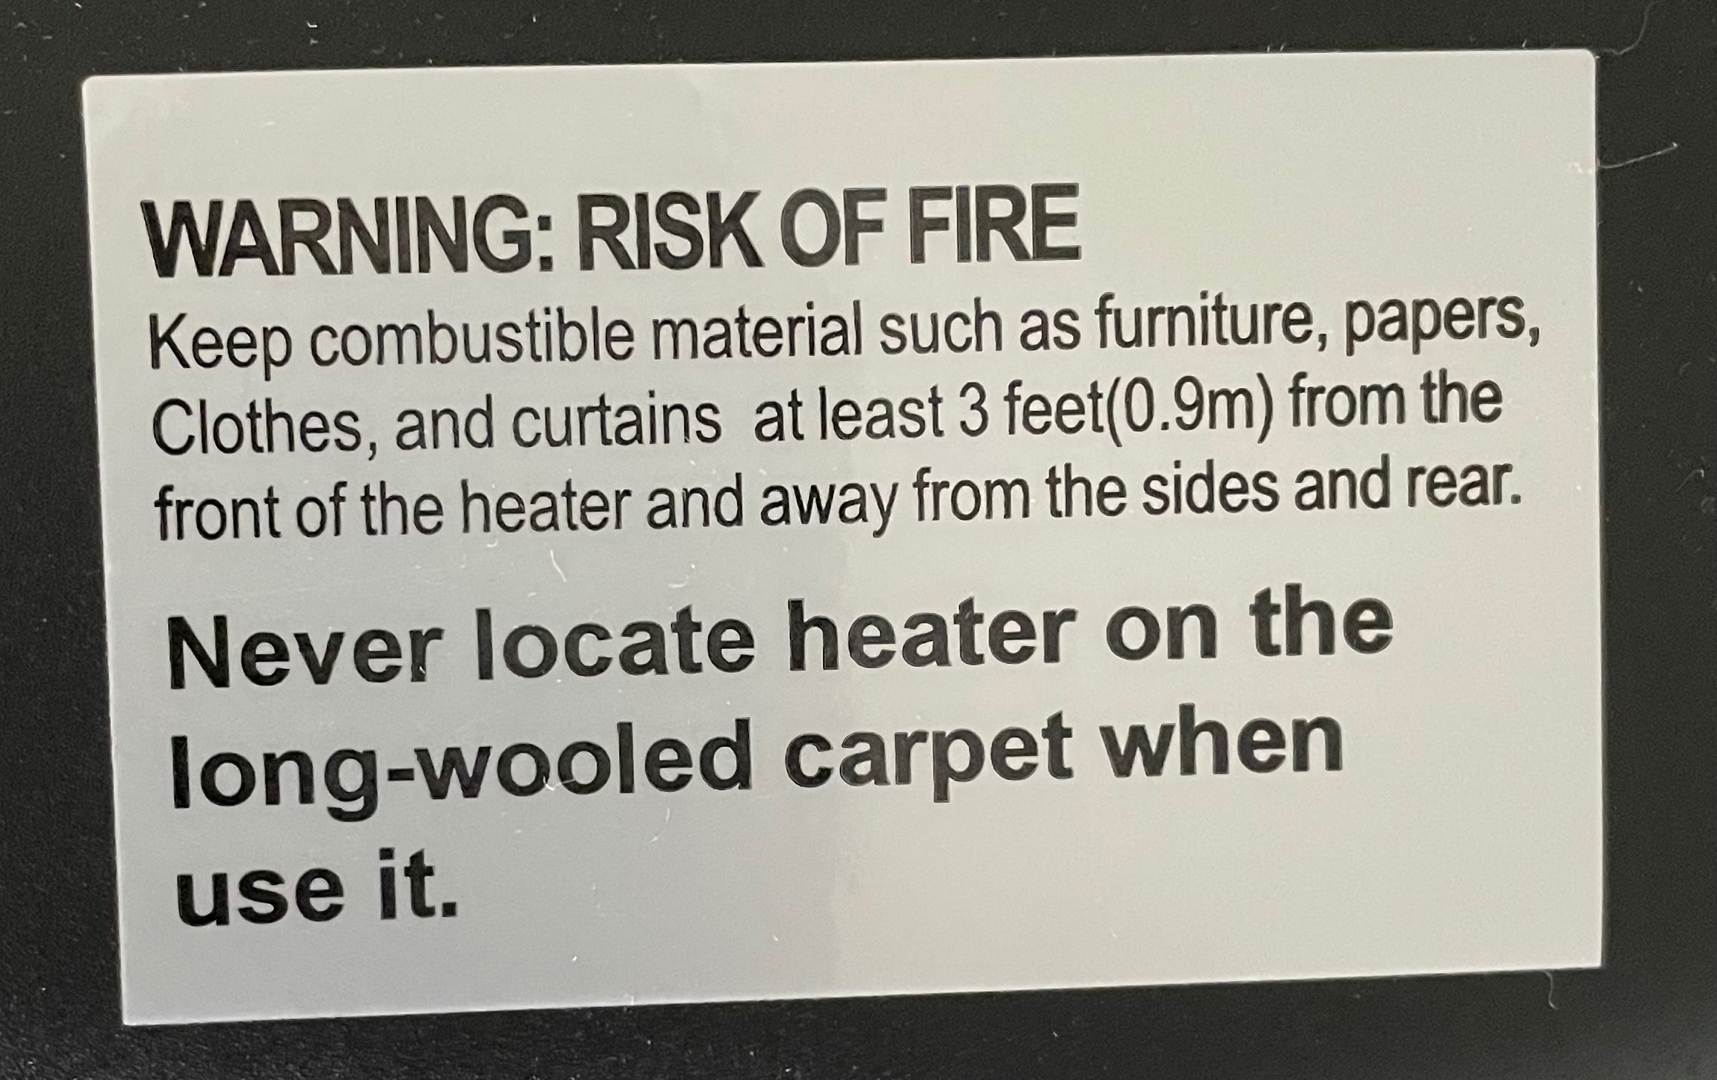 WARNING: RISK OF FIRE
Keep combustible material such as furniture, papers,
Clothes, and curtains at least 3 feet(0.9m) from the
front of the heater and away from the sides and rear.
Never locate heater on the
long-wooled carpet when
use it.